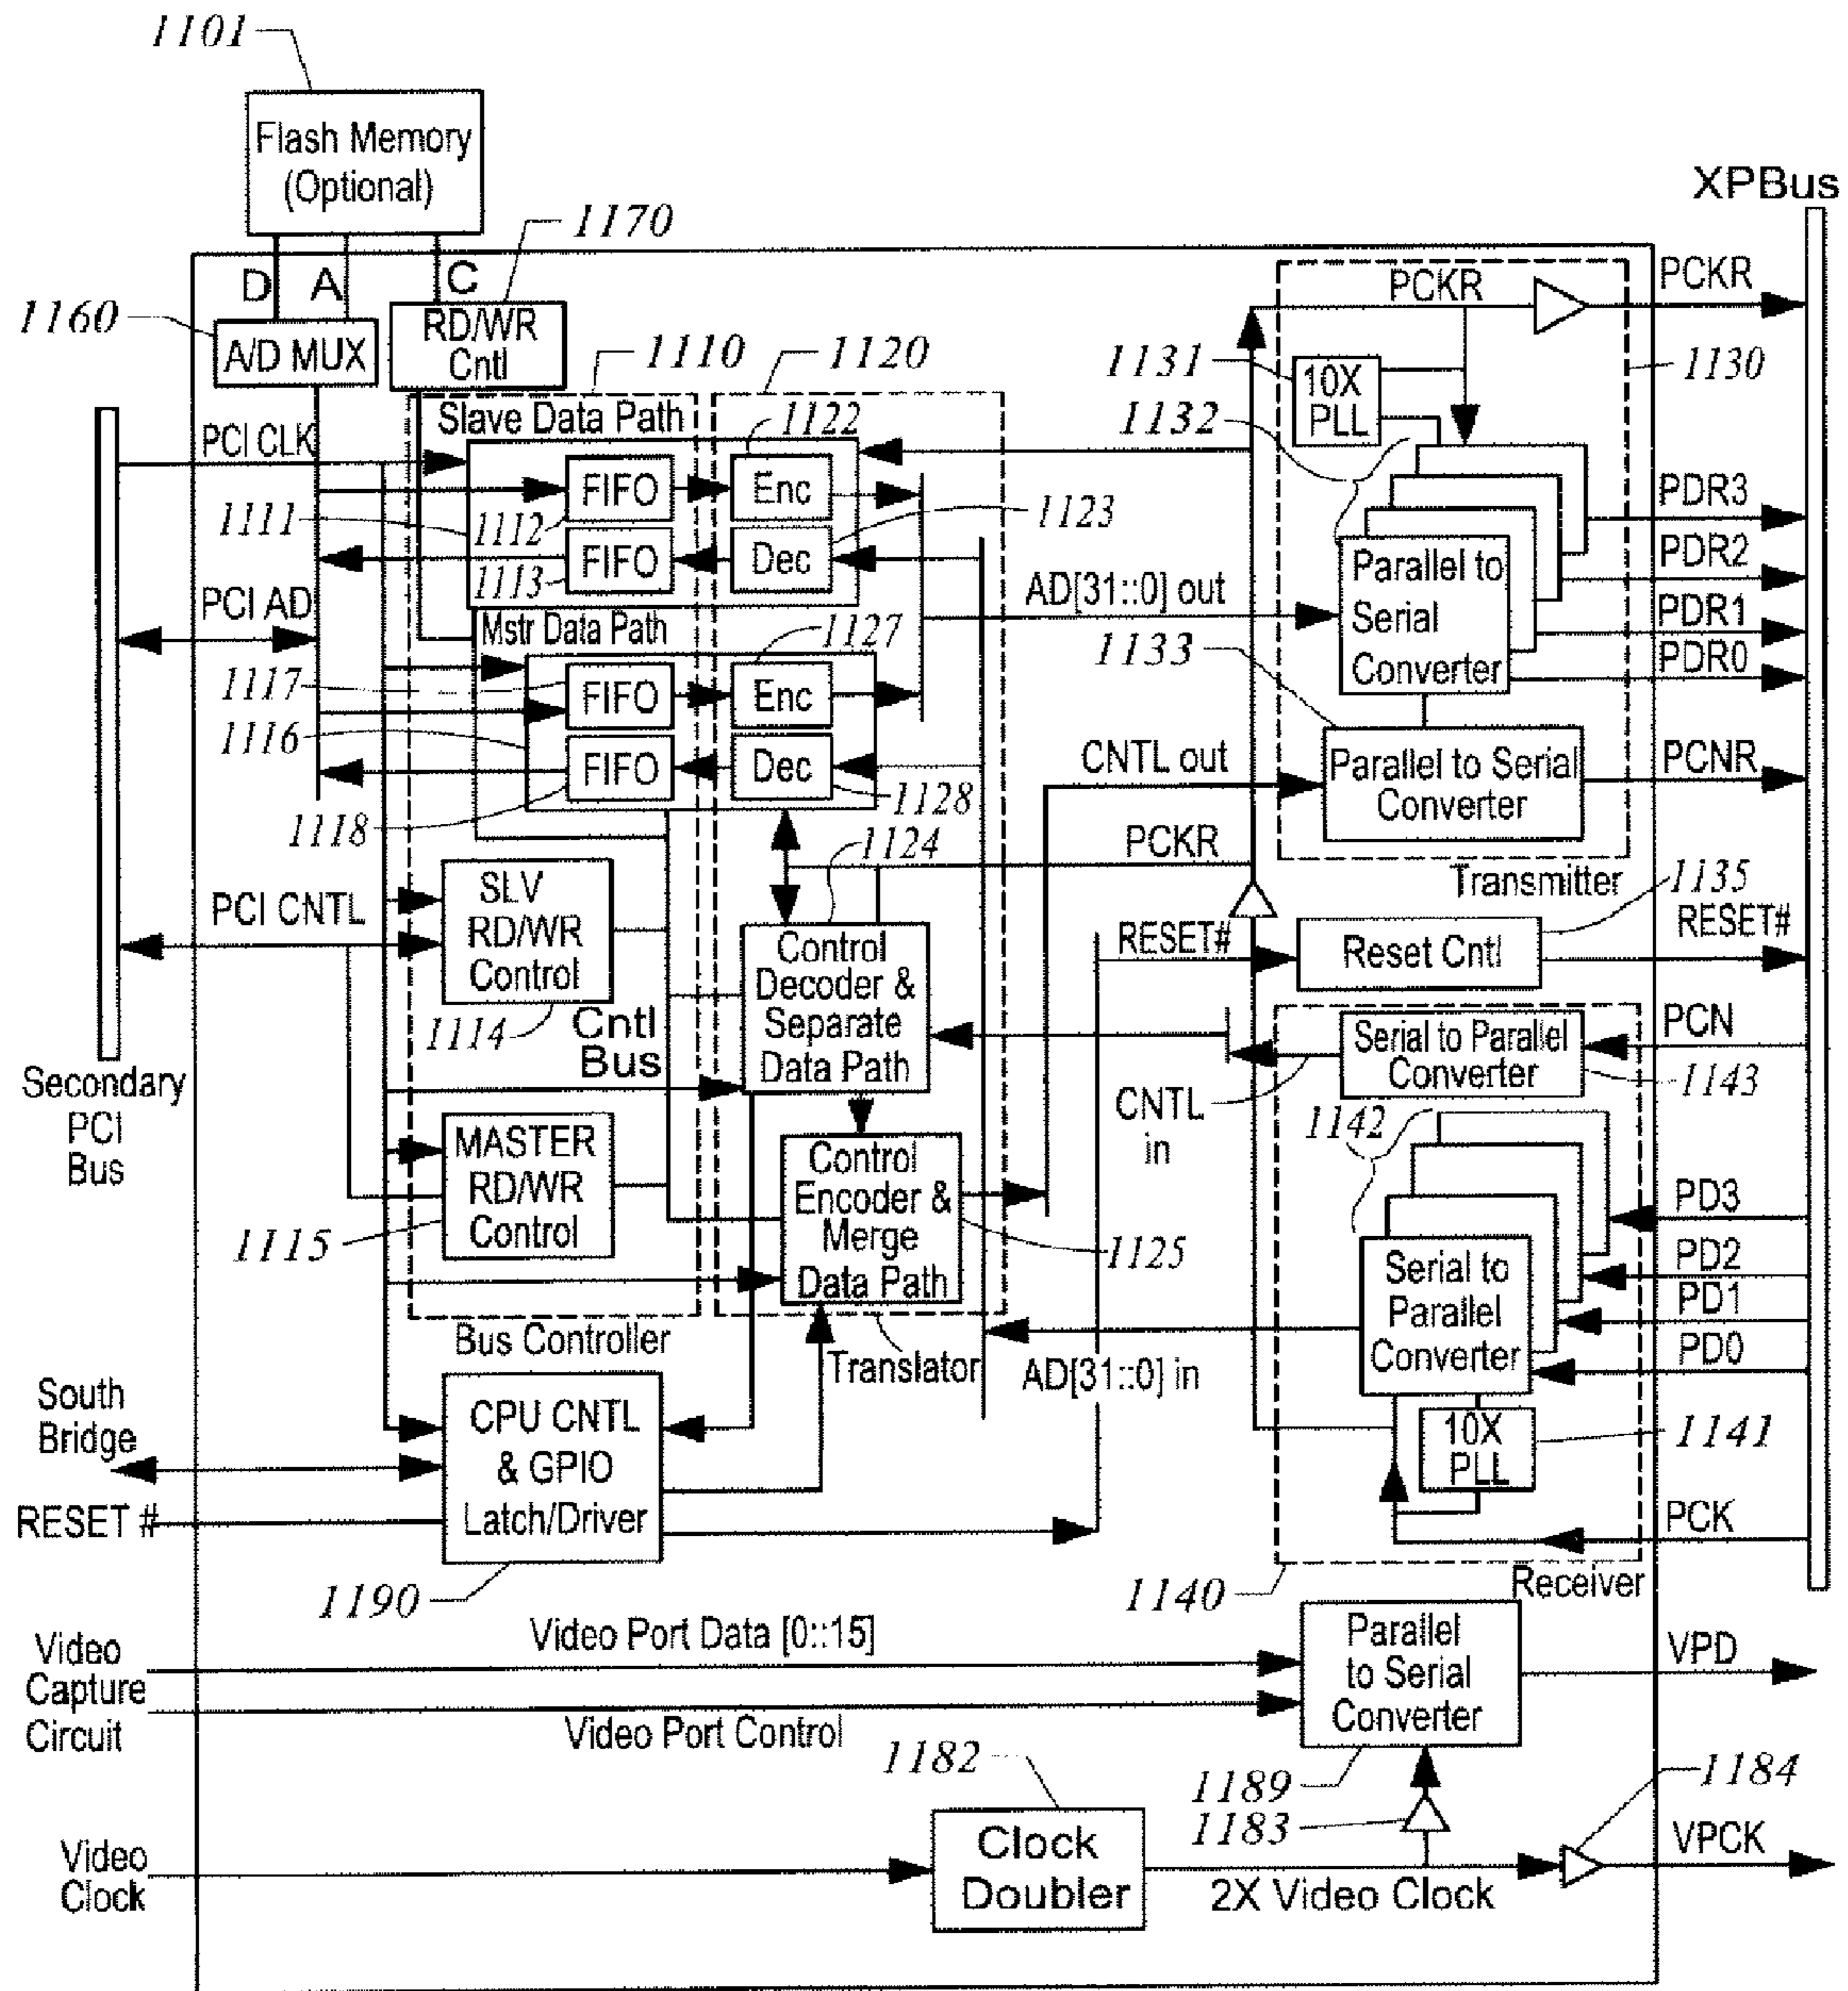 1101
Flash Memory
(Optional)
XPBus
1170
D
A
C
1160
A/D MUX
RD/WR
Cntl
1110
1120
PCKR
PCKR
1131
10X
PLL
1130
Slave Data Path
1122
1132
PCI CLK
FIFO
Enc
1111
1112
1123
PDR3
FIFO
Dec
1113
Parallel to
Serial
Converter
PDR2
PCI AD
AD[31::0] out
PDR1
Mstr Data Path
1127
1133
PDR0
1117
FIFO
Enc
1116
FIFO
Dec
CNTL out
Parallel to Serial
Converter
PCNR
1118
1128
1124
PCKR
Transmitter
1135
PCI CNTL
SLV
RD/WR
Control
Control
Decoder &
Separate
Data Path
RESET#
Reset Cntl
RESET#
1114
Cntl
Bus
Serial to Parallel
Converter
PCN
1143
Secondary
PCI
Bus
CNTL
in
1142
MASTER
RD/WR
Control
Control
Encoder &
Merge
Data Path
1115
1125
PD3
Serial to
Parallel
Converter
PD2
PD1
PD0
Bus Controller
Translator
AD[31::0] in
South
Bridge
CPU CNTL
& GPIO
Latch/Driver
10X
PLL
1141
RESET #
PCK
1190
1140
Receiver
Video
Capture
Circuit
Video Port Data [0::15]
Parallel
to Serial
Converter
VPD
Video Port Control
1182
1189
1184
1183
Video
Clock
Clock
Doubler
2X Video Clock
VPCK